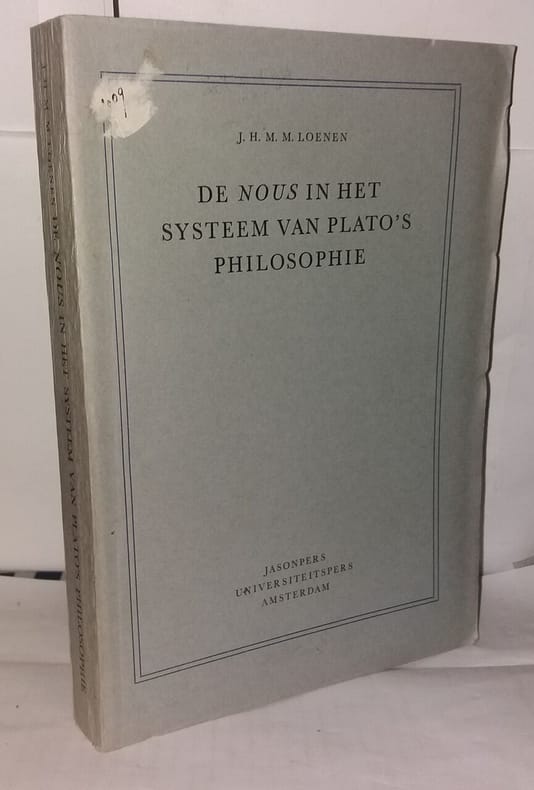 1009
J. H. M. M. LOENEN
DE NOUS IN HET
SYSTEEM VAN PLATO'S
PHILOSOPHIE
JASONPERS
UNIVERSITEITSPERS
AMSTERDAM
J. H. M. M. LOENEN DE NOUS IN HET SYSTEEM VAN PLATO'S PHILOSOPHIE